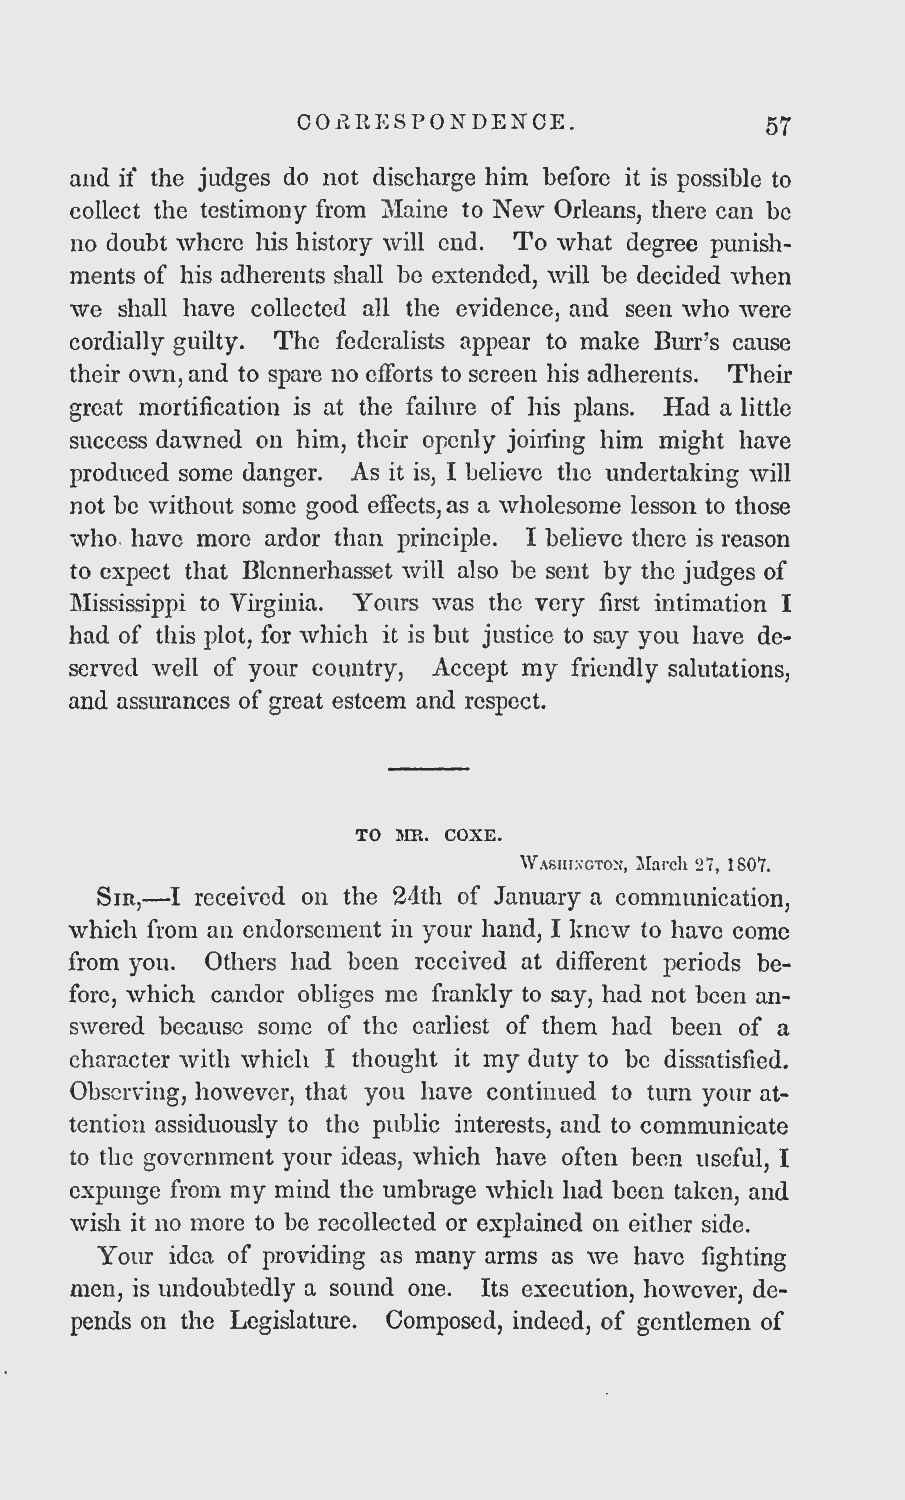 CORRESPONDENCE. 57
and if the judges do not discharge him before it is possible to
collect the testimony from Maine to New Orleans, there can be
no doubt where his history will end. To what degree punish-
ments of his adherents shall be extended, will be decided when
we shall have collected all the evidence, and seen who were
cordially guilty. The federalists appear to make Burr's cause
their own, and to spare no efforts to screen his adherents. Their
great mortification is at the failure of his plans. Had a little
success dawned on him, their openly joining him might have
produced some danger. As it is, I believe the undertaking will
not be without some good effects, as a wholesome lesson to those
who have more ardor than principle. I believe there is reason
to expect that Blennerhasset will also be sent by the judges of
Mississippi to Virginia. Yours was the very first intimation I
had of this plot, for which it is but justice to say you have de-
served well of your country, Accept my friendly salutations,
and assurances of great esteem and respect.
TO MR. COXE.
Washington, March 27, 1807.
Sir,—I received on the 24th of January a communication,
which from an endorsement in your hand, I knew to have come
from you. Others had been received at different periods be-
fore, which candor obliges me frankly to say, had not been an-
swered because some of the earliest of them had been of a
character with which I thought it my duty to be dissatisfied.
Observing, however, that you have continued to turn your at-
tention assiduously to the public interests, and to communicate
to the government your ideas, which have often been useful, I
expunge from my mind the umbrage which had been taken, and
wish it no more to be recollected or explained on either side.
Your idea of providing as many arms as we have fighting
men, is undoubtedly a sound one. Its execution, however, de-
pends on the Legislature. Composed, indeed, of gentlemen of